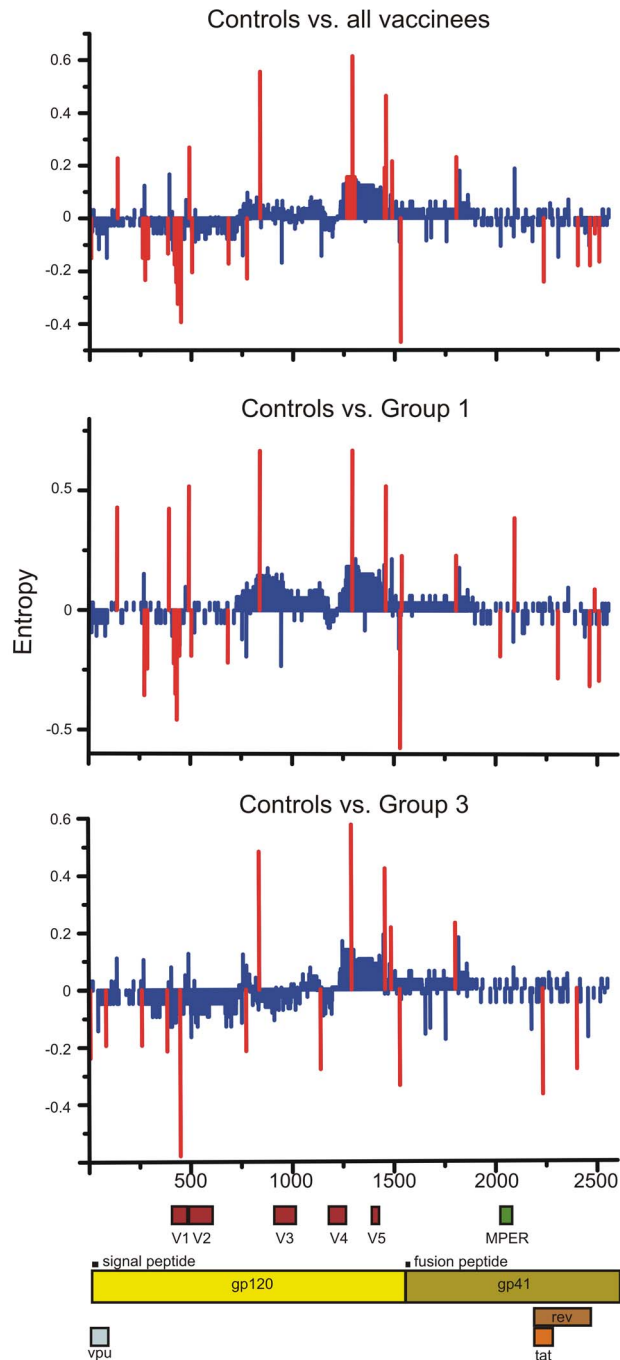 Controls vs. all vaccinees
0.6
0.4
0.2
0
-0.2
-0.4
Controls vs. Group 1
0.5
0
-0.5
Entropy
Controls vs. Group 3
0.6
0.4
0.2
0
-0.2
-0.4
500 1000 1500 2000 2500
V1 V2 V3 V4 V5 MPER
signal peptide fusion peptide
gp120 gp41
rev
vpu tat